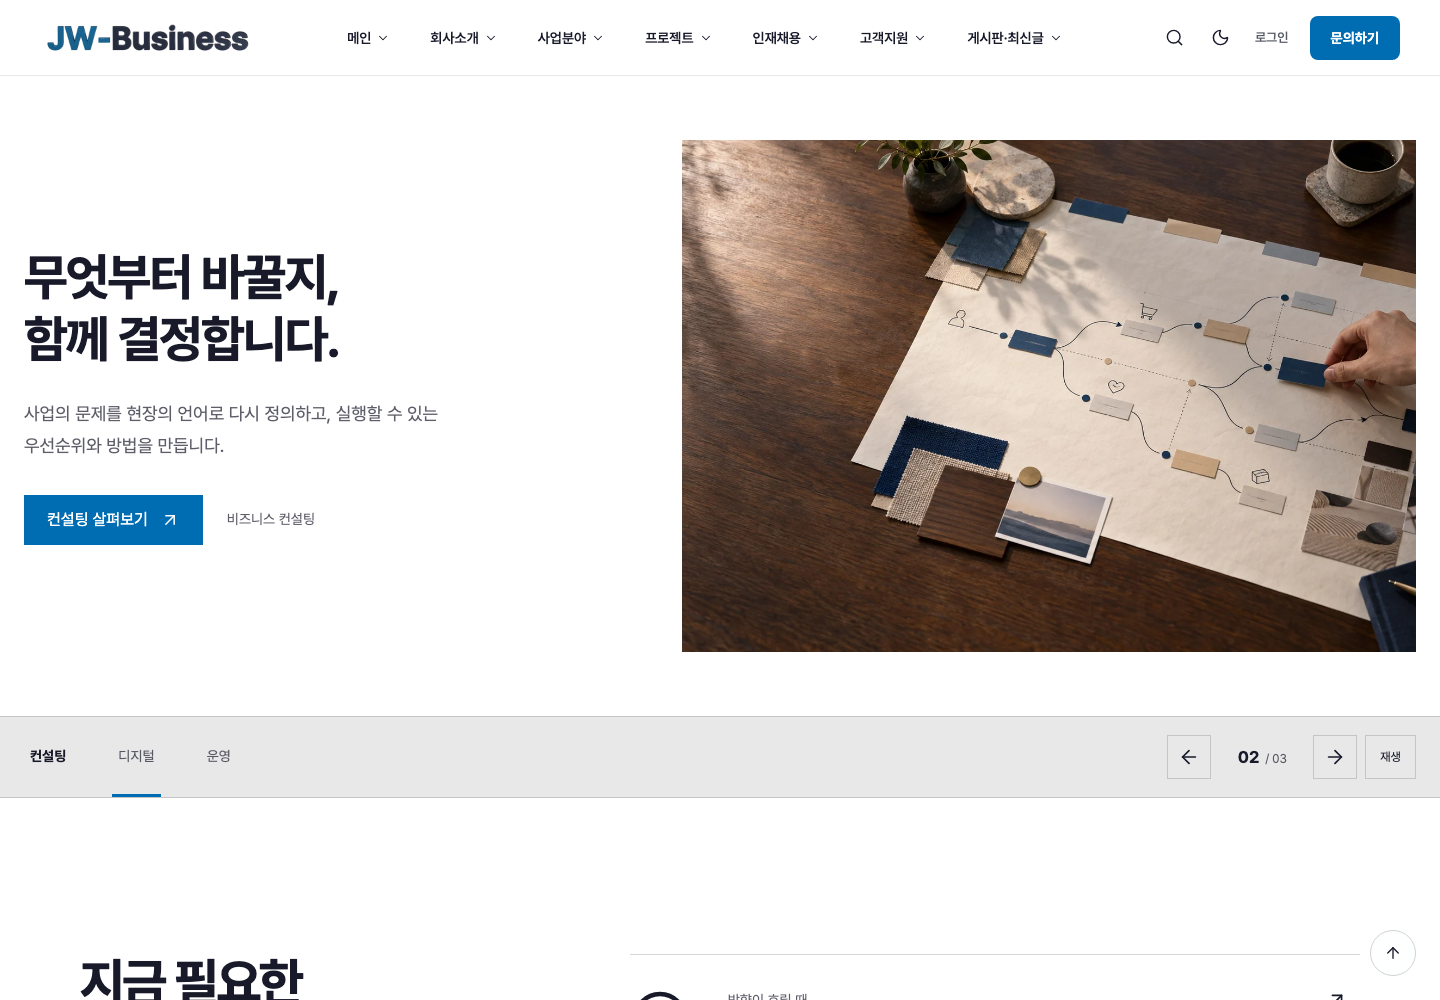 JW-Business
메인
회사소개
사업분야
프로젝트
인재채용
고객지원
게시판·최신글
로그인
문의하기
무엇부터 바꿀지,
함께 결정합니다.
사업의 문제를 현장의 언어로 다시 정의하고, 실행할 수 있는
우선순위와 방법을 만듭니다.
컨설팅 살펴보기
비즈니스 컨설팅
컨설팅
디지털
운영
02 / 03
재생
지금 필요한
방향이 흐릴 때